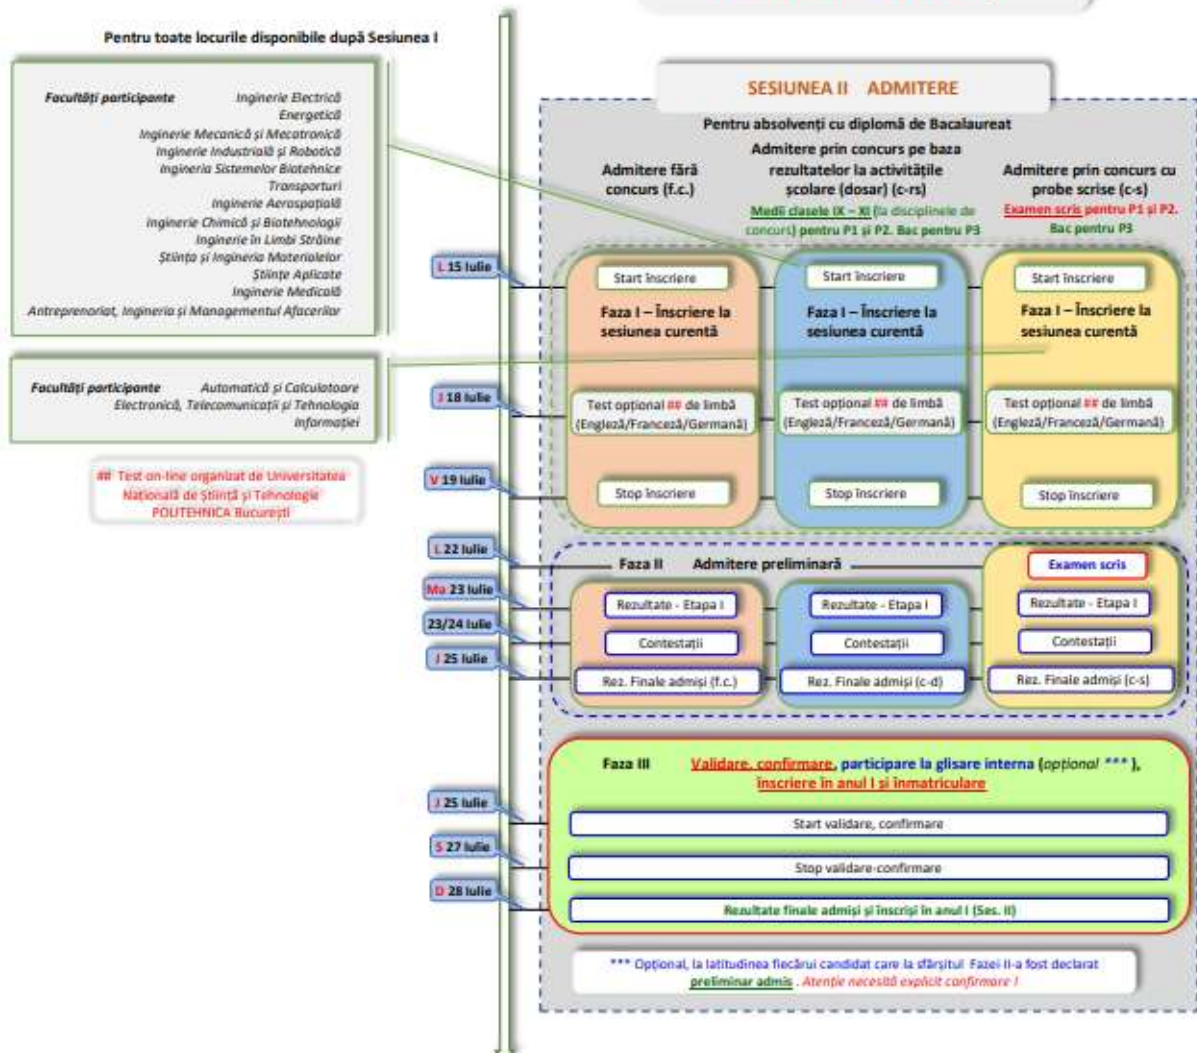 Pentru toate locurile disponibile după Sesiunea I
Facultăți participante Inginerie Electrică
Energetică
Inginerie Mecanică și Mecatronică
Inginerie Industrială și Robotică
Ingineria Sistemelor Biotehnice
Transporturi
Inginerie Aerospațială
Inginerie Chimică și Biotehnologii
Inginerie în Limbi Străine
Știința și Ingineria Materialelor
Științe Aplicate
Inginerie Medicală
Antreprenoriat, Ingineria și Managementul Afacerilor
Facultăți participante Automatică și Calculatoare
Electronică, Telecomunicații și Tehnologia
Informației
## Test on-line organizat de Universitatea
Națională de Știință și Tehnologie
POLITEHNICA București
SESIUNEA II ADMITERE
Pentru absolvenți cu diplomă de Bacalaureat
Admitere fără
concurs (f.c.)
Admitere prin concurs pe baza
rezultatelor la activitățile
școlare (dosar) (c-rs)
Medii clasele IX – XI (la disciplinele de
concurs) pentru P1 și P2. Bac pentru P3
Admitere prin concurs cu
probe scrise (c-s)
Examen scris pentru P1 și P2.
Bac pentru P3
L 15 Iulie
Start înscriere
Start înscriere
Start înscriere
Faza I – Înscriere la
sesiunea curentă
Faza I – Înscriere la
sesiunea curentă
Faza I – Înscriere la
sesiunea curentă
J 18 Iulie
Test opțional ## de limbă
(Engleză/Franceză/Germană)
Test opțional ## de limbă
(Engleză/Franceză/Germană)
Test opțional ## de limbă
(Engleză/Franceză/Germană)
V 19 Iulie
Stop înscriere
Stop înscriere
Stop înscriere
L 22 Iulie
Faza II Admitere preliminară
Examen scris
Ma 23 Iulie
Rezultate - Etapa I
Rezultate - Etapa I
Rezultate - Etapa I
23/24 Iulie
Contestații
Contestații
Contestații
J 25 Iulie
Rez. Finale admiși (f.c.)
Rez. Finale admiși (c-d)
Rez. Finale admiși (c-s)
Faza III Validare, confirmare, participare la glisare interna (opțional *** ),
înscriere în anul I și înmatriculare
J 25 Iulie
Start validare, confirmare
S 27 Iulie
Stop validare-confirmare
D 28 Iulie
Rezultate finale admiși și înscriși în anul I (Ses. II)
*** Opțional, la latitudinea fiecărui candidat care la sfârșitul Fazei II-a fost declarat
preliminar admis . Atenție necesită explicit confirmare !